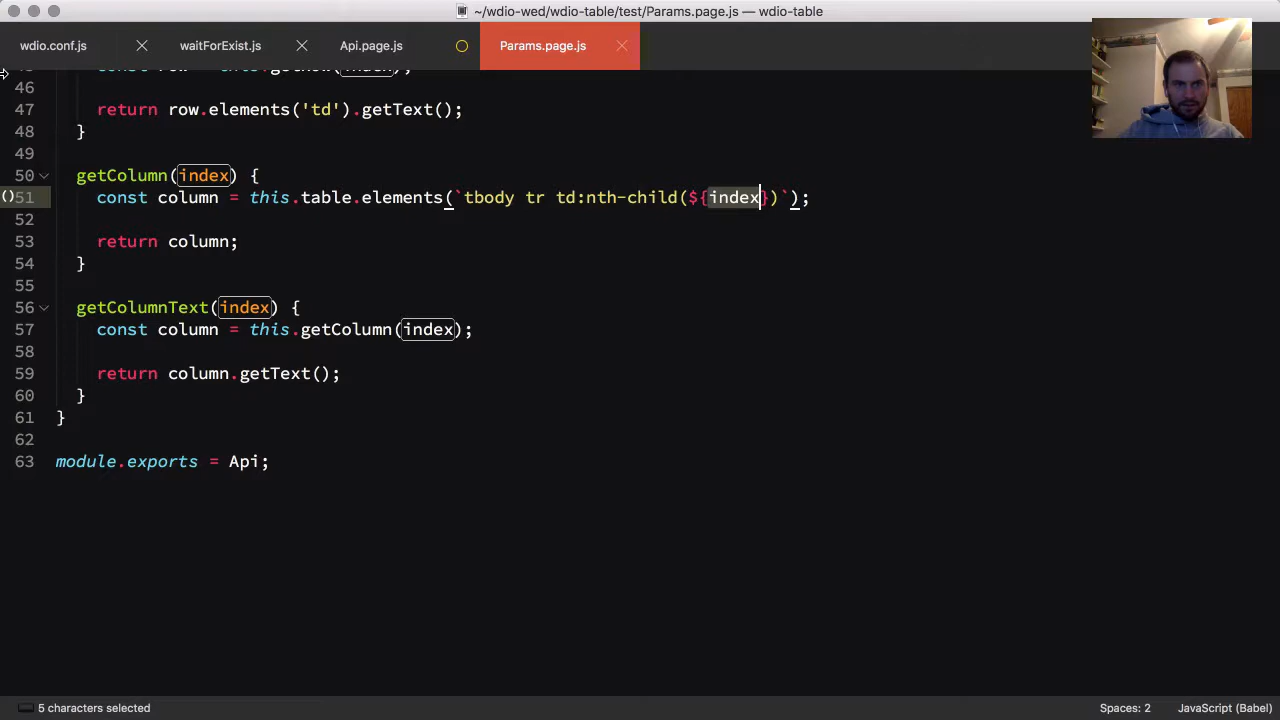 ~/wdio-wed/wdio-table/test/Params.page.js — wdio-table
wdio.conf.js
waitForExist.js
Api.page.js
Params.page.js
46
47 return row.elements('td').getText();
48 }
49
50 getColumn(index) {
51 const column = this.table.elements(`tbody tr td:nth-child(${index})`);
52
53 return column;
54 }
55
56 getColumnText(index) {
57 const column = this.getColumn(index);
58
59 return column.getText();
60 }
61 }
62
63 module.exports = Api;
5 characters selected
Spaces: 2
JavaScript (Babel)